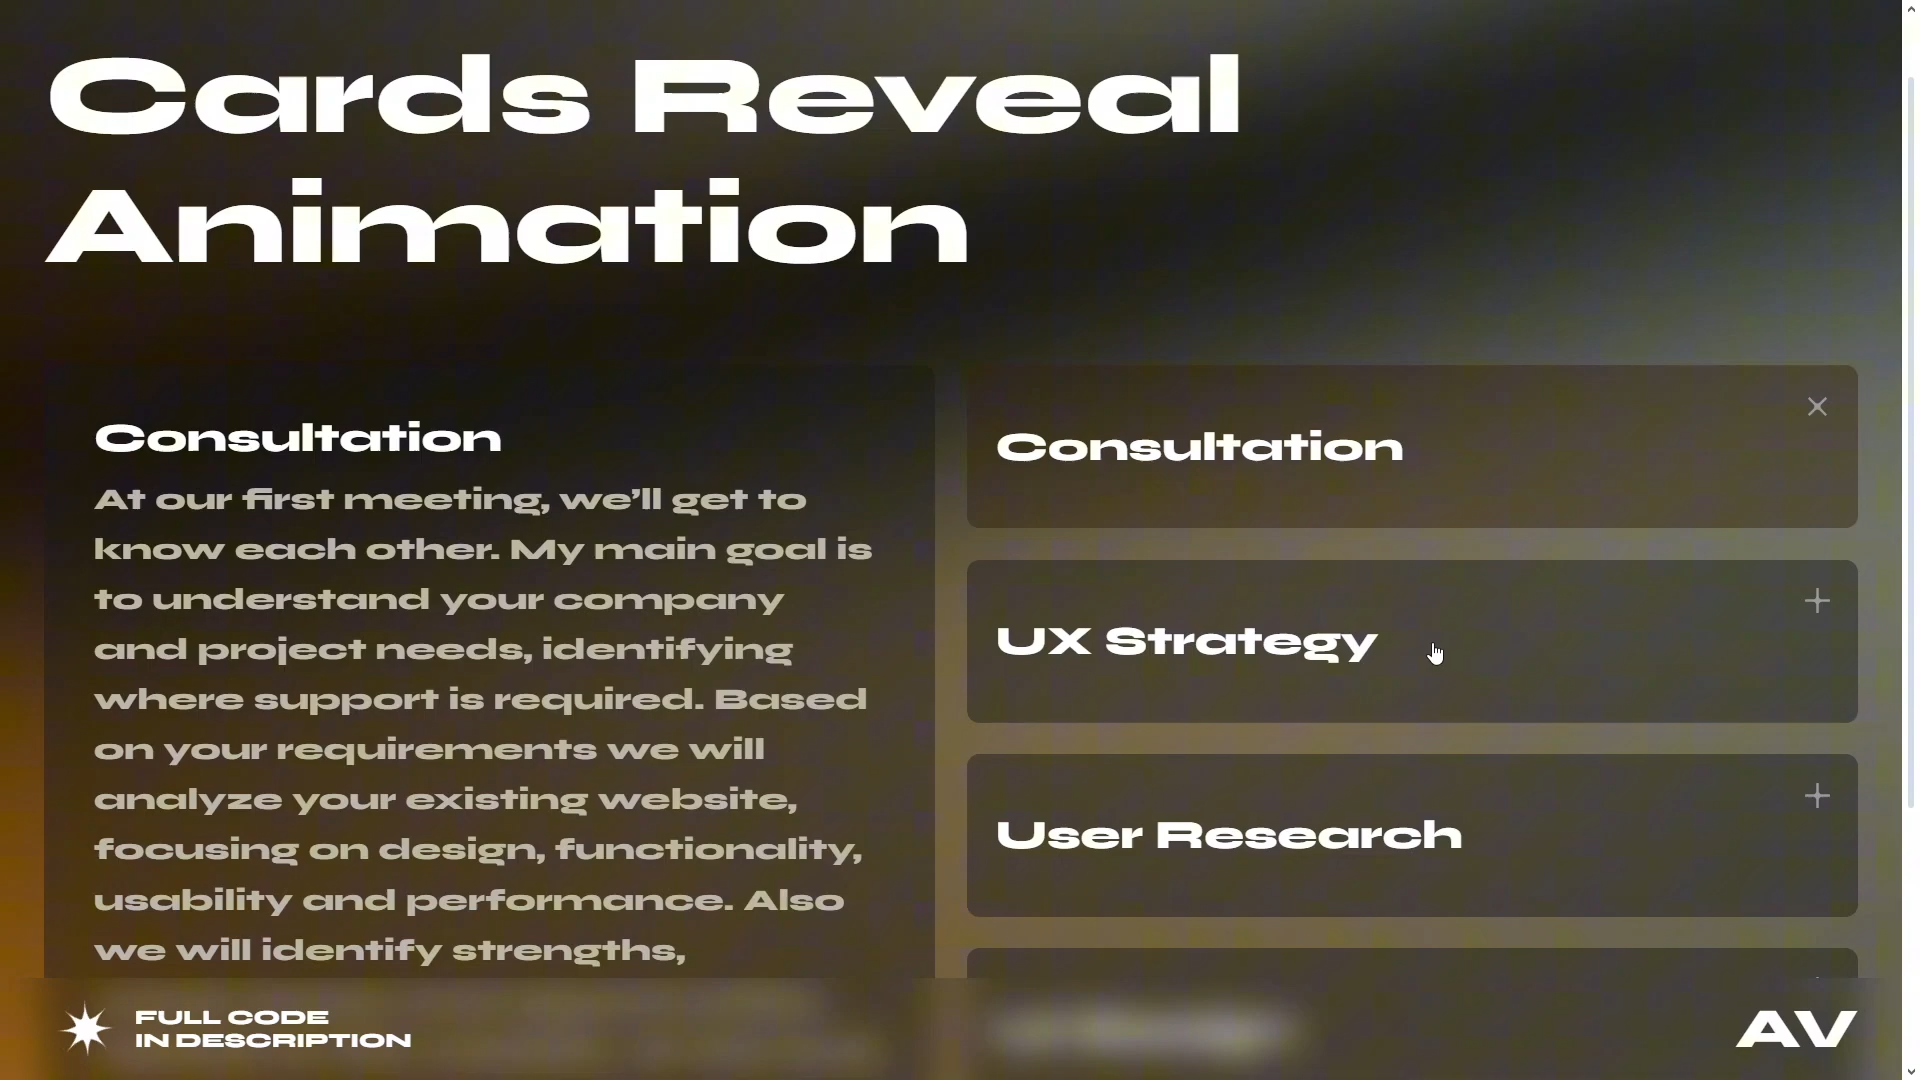 Cards Reveal
Animation
Consultation
At our first meeting, we'll get to
know each other. My main goal is
to understand your company
and project needs, identifying
where support is required. Based
on your requirements we will
analyze your existing website,
focusing on design, functionality,
usability and performance. Also
we will identify strengths,
Consultation
UX Strategy
User Research
FULL CODE
IN DESCRIPTION
AV